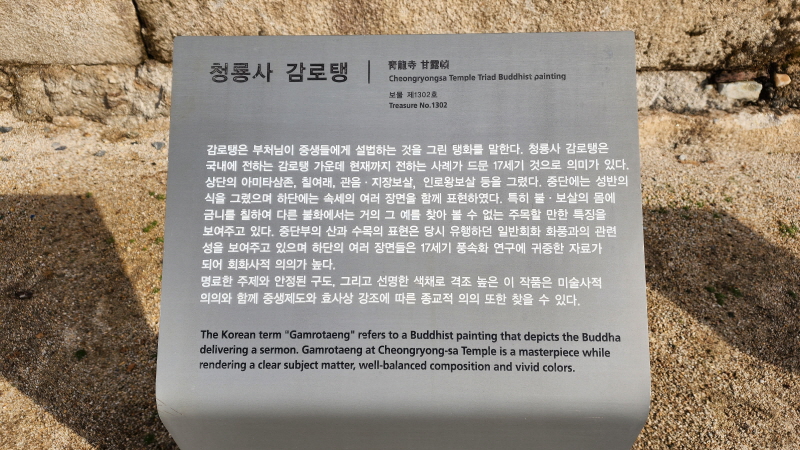 청룡사 감로탱
靑龍寺 甘露幀
Cheongryongsa Temple Triad Buddhist painting
보물 제1302호
Treasure No.1302
감로탱은 부처님이 중생들에게 설법하는 것을 그린 탱화를 말한다. 청룡사 감로탱은
국내에 전하는 감로탱 가운데 현재까지 전하는 사례가 드문 17세기 것으로 의미가 있다.
상단의 아미타삼존, 칠여래, 관음 · 지장보살, 인로왕보살 등을 그렸다. 중단에는 성반의
식을 그렸으며 하단에는 속세의 여러 장면을 함께 표현하였다. 특히 불 · 보살의 몸에
금니를 칠하여 다른 불화에서는 거의 그 예를 찾아 볼 수 없는 주목할 만한 특징을
보여주고 있다. 중단부의 산과 수목의 표현은 당시 유행하던 일반회화 화풍과의 관련
성을 보여주고 있으며 하단의 여러 장면들은 17세기 풍속화 연구에 귀중한 자료가
되어 회화사적 의의가 높다.
명료한 주제와 안정된 구도, 그리고 선명한 색채로 격조 높은 이 작품은 미술사적
의의와 함께 중생제도와 효사상 강조에 따른 종교적 의의 또한 찾을 수 있다.
The Korean term "Gamrotaeng" refers to a Buddhist painting that depicts the Buddha
delivering a sermon. Gamrotaeng at Cheongryong-sa Temple is a masterpiece while
rendering a clear subject matter, well-balanced composition and vivid colors.